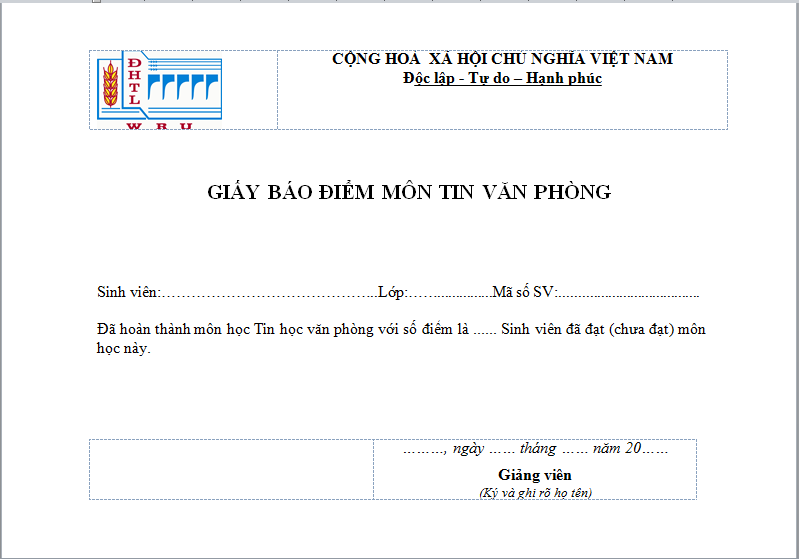 ĐHTL
WRU
CỘNG HOÀ XÃ HỘI CHỦ NGHĨA VIỆT NAM
Độc lập - Tự do – Hạnh phúc
GIẤY BÁO ĐIỂM MÔN TIN VĂN PHÒNG
Sinh viên:……………………………………..Lớp:……................Mã số SV:......................................
Đã hoàn thành môn học Tin học văn phòng với số điểm là ...... Sinh viên đã đạt (chưa đạt) môn
học này.
………, ngày …… tháng …… năm 20……
Giảng viên
(Ký và ghi rõ họ tên)